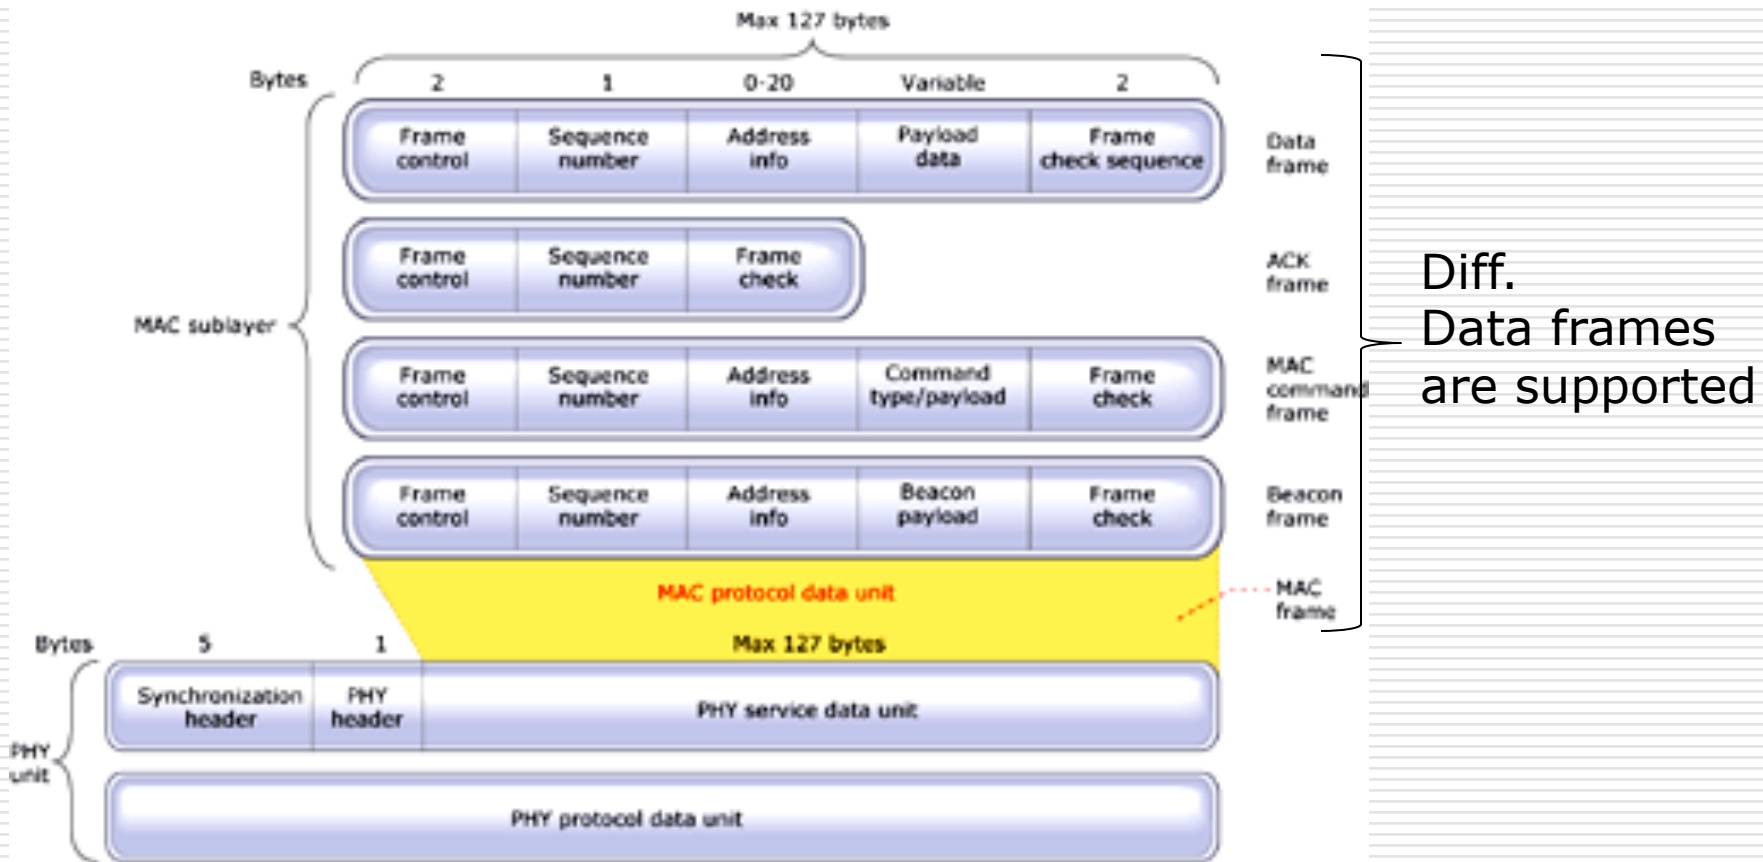 Max 127 bytes
Bytes 2 1 0-20 Variable 2
Frame control
Sequence number
Address info
Payload data
Frame check sequence
Data frame
Frame control
Sequence number
Frame check
ACK frame
MAC sublayer
Frame control
Sequence number
Address info
Command type/payload
Frame check
MAC command frame
Frame control
Sequence number
Address info
Beacon payload
Frame check
Beacon frame
MAC protocol data unit
MAC frame
Bytes 5 1 Max 127 bytes
Synchronization header
PHY header
PHY service data unit
PHY unit
PHY protocol data unit
Diff.
Data frames
are supported